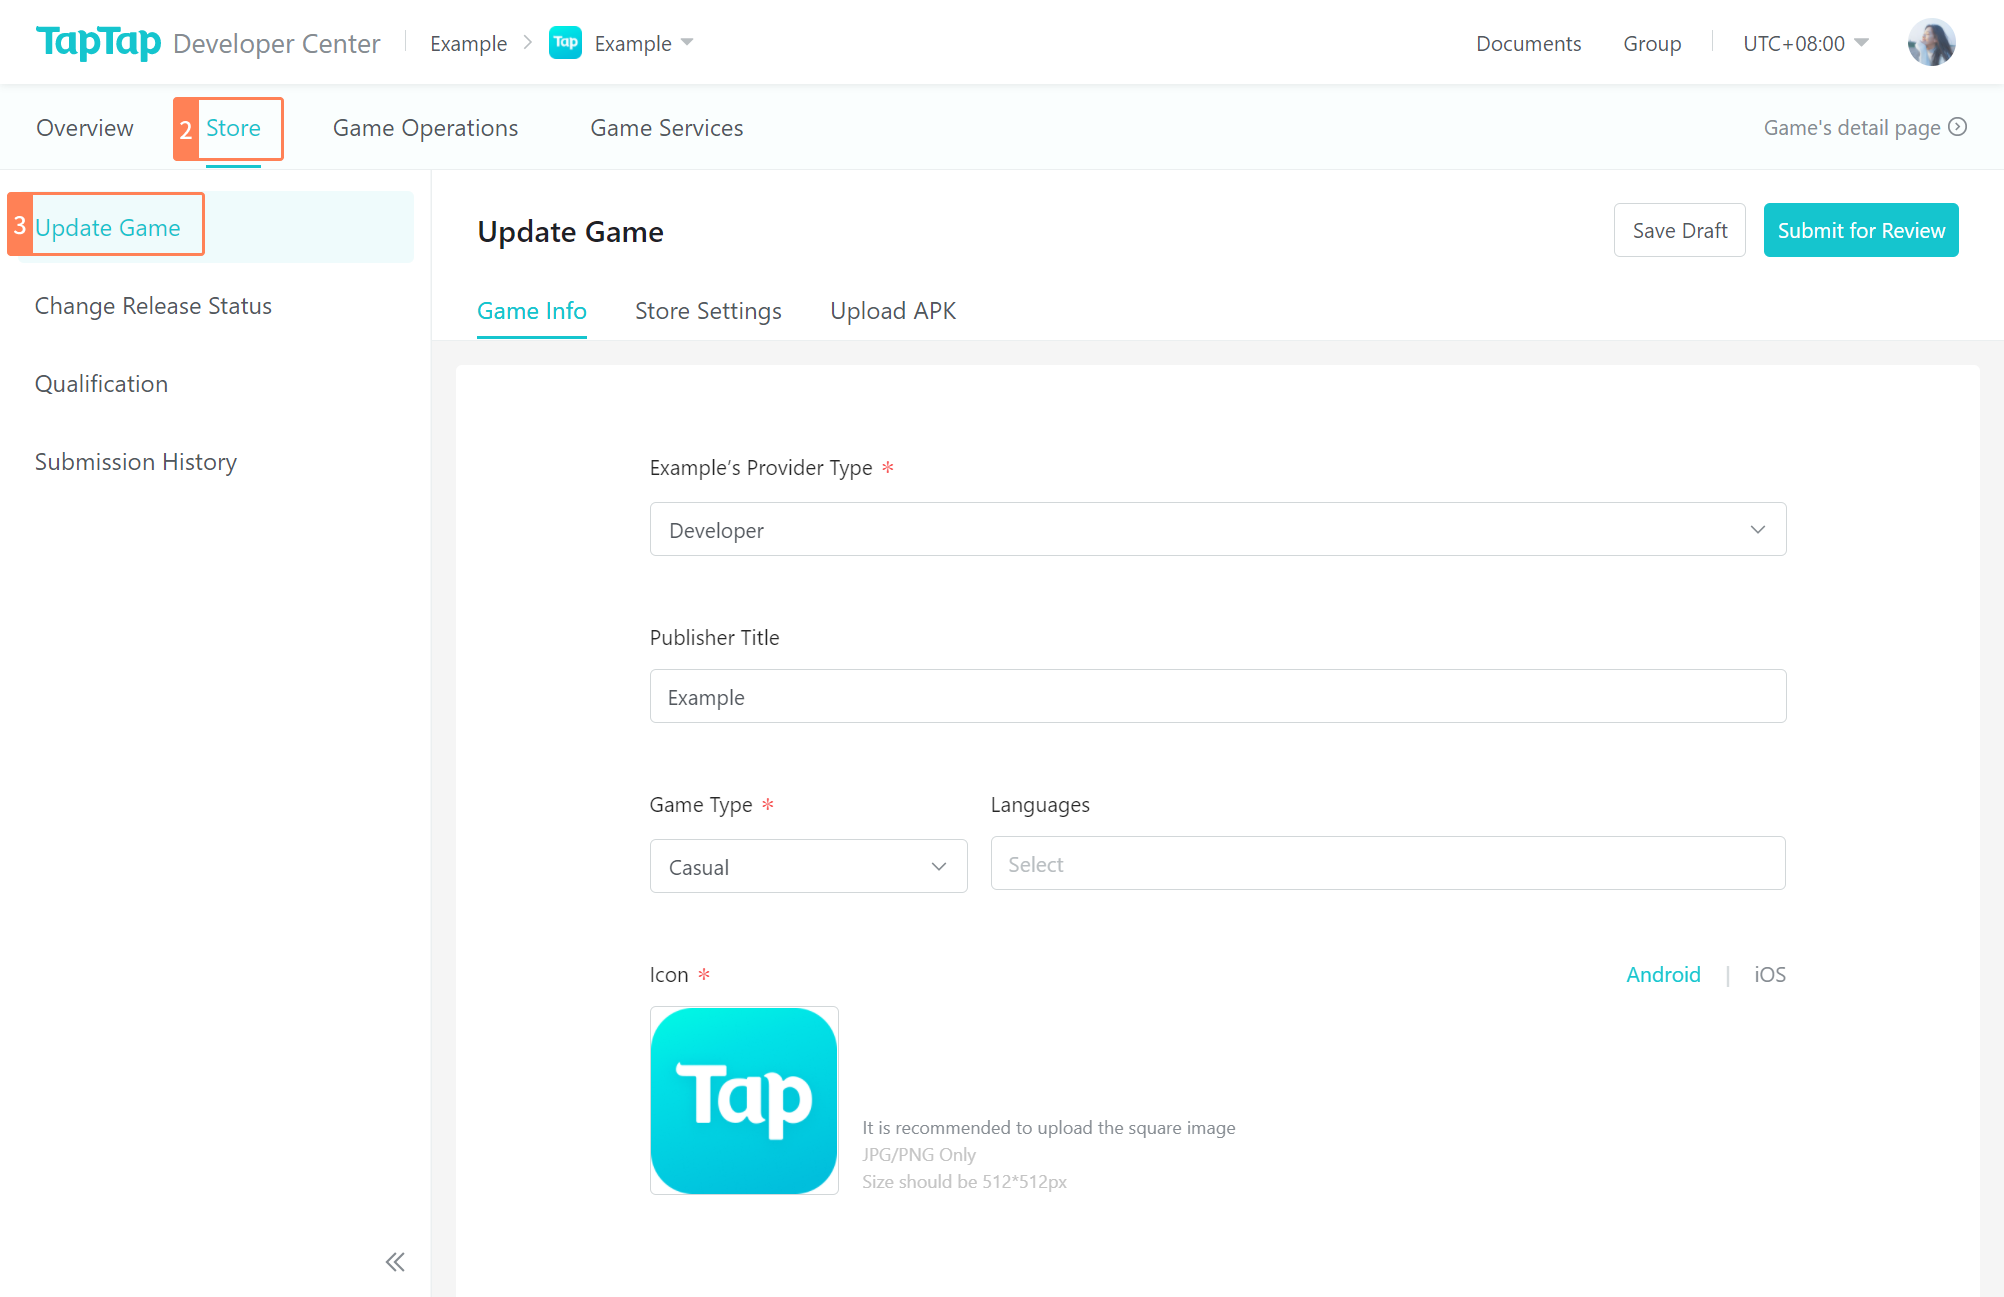 TapTap Developer Center Example Tap Example Documents Group UTC+08:00
Overview 2 Store Game Operations Game Services Game's detail page
3 Update Game
Change Release Status
Qualification
Submission History
Update Game Save Draft Submit for Review
Game Info Store Settings Upload APK
Example’s Provider Type *
Developer
Publisher Title
Example
Game Type * Languages
Casual Select
Icon * Android | iOS
Tap
It is recommended to upload the square image
JPG/PNG Only
Size should be 512*512px